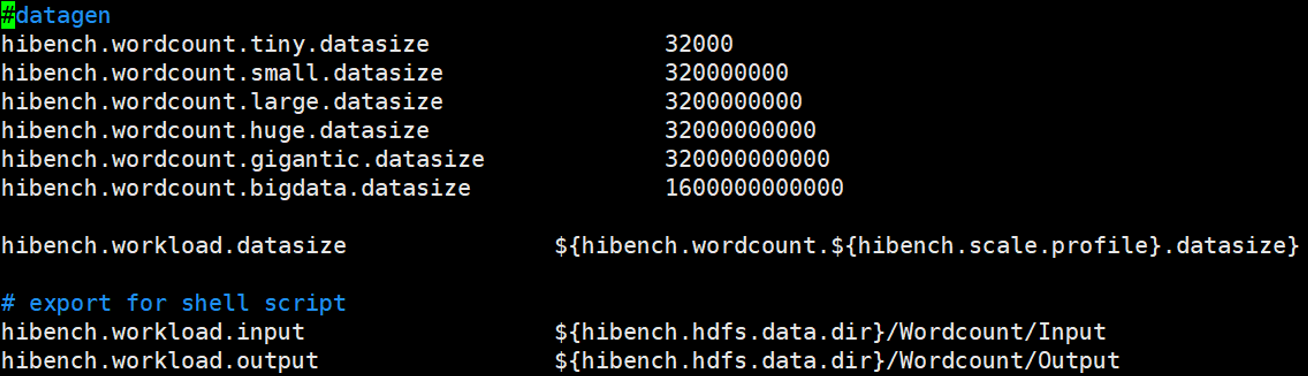 #datagen
hibench.wordcount.tiny.datasize 32000
hibench.wordcount.small.datasize 320000000
hibench.wordcount.large.datasize 3200000000
hibench.wordcount.huge.datasize 32000000000
hibench.wordcount.gigantic.datasize 320000000000
hibench.wordcount.bigdata.datasize 1600000000000
hibench.workload.datasize ${hibench.wordcount.${hibench.scale.profile}.datasize}
# export for shell script
hibench.workload.input ${hibench.hdfs.data.dir}/Wordcount/Input
hibench.workload.output ${hibench.hdfs.data.dir}/Wordcount/Output